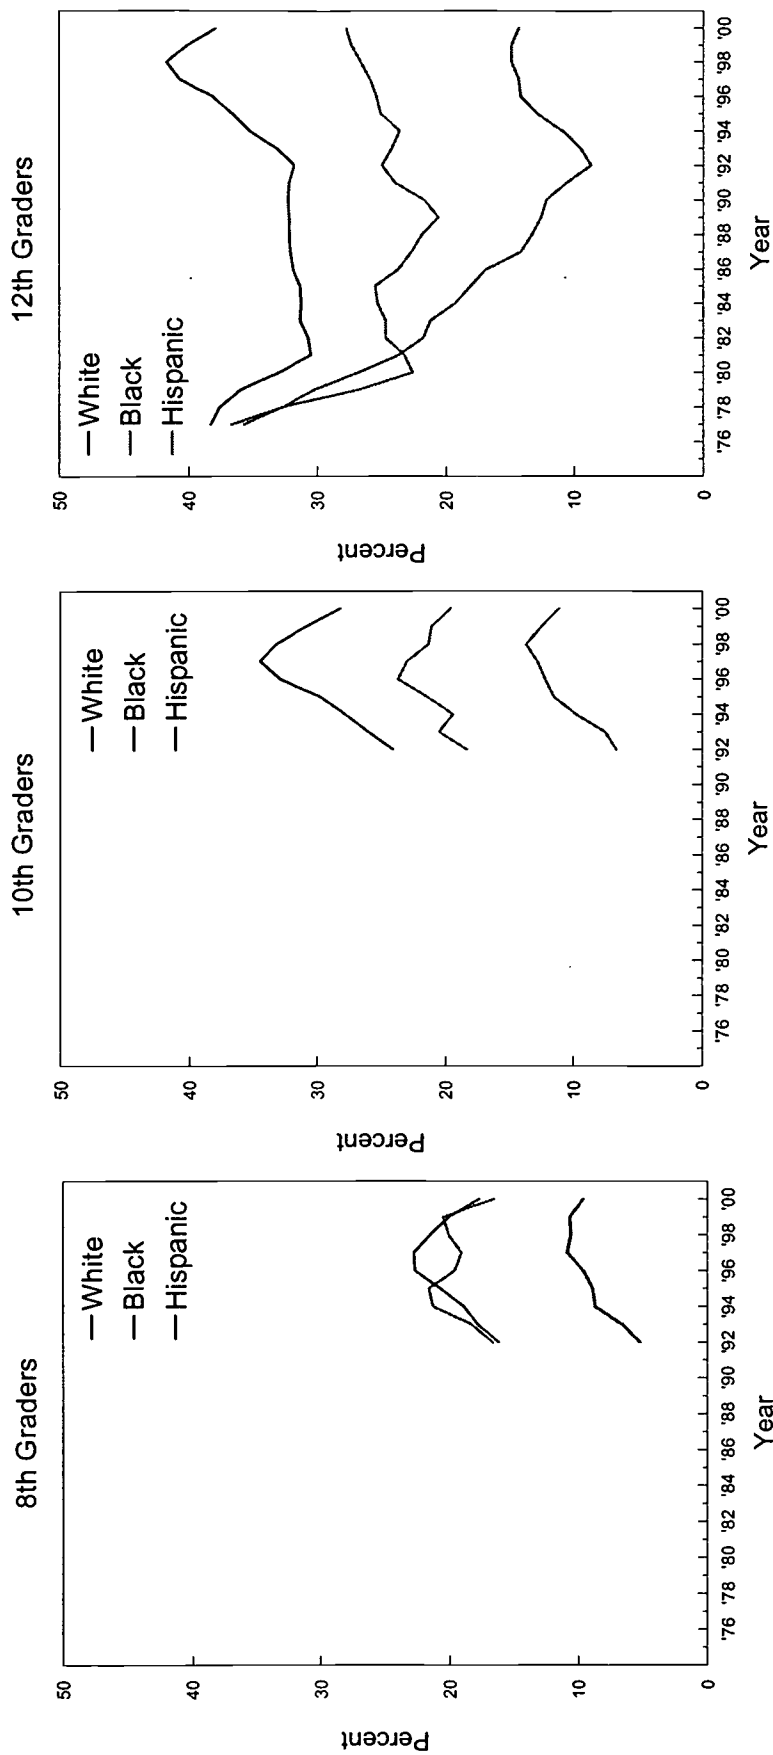 8th Graders
White
Black
Hispanic
Percent
50
40
30
20
10
0
'76 '78 '80 '82 '84 '86 '88 '90 '92 '94 '96 '98 '00
Year
10th Graders
White
Black
Hispanic
Percent
50
40
30
20
10
0
'76 '78 '80 '82 '84 '86 '88 '90 '92 '94 '96 '98 '00
Year
12th Graders
White
Black
Hispanic
Percent
50
40
30
20
10
0
'76 '78 '80 '82 '84 '86 '88 '90 '92 '94 '96 '98 '00
Year